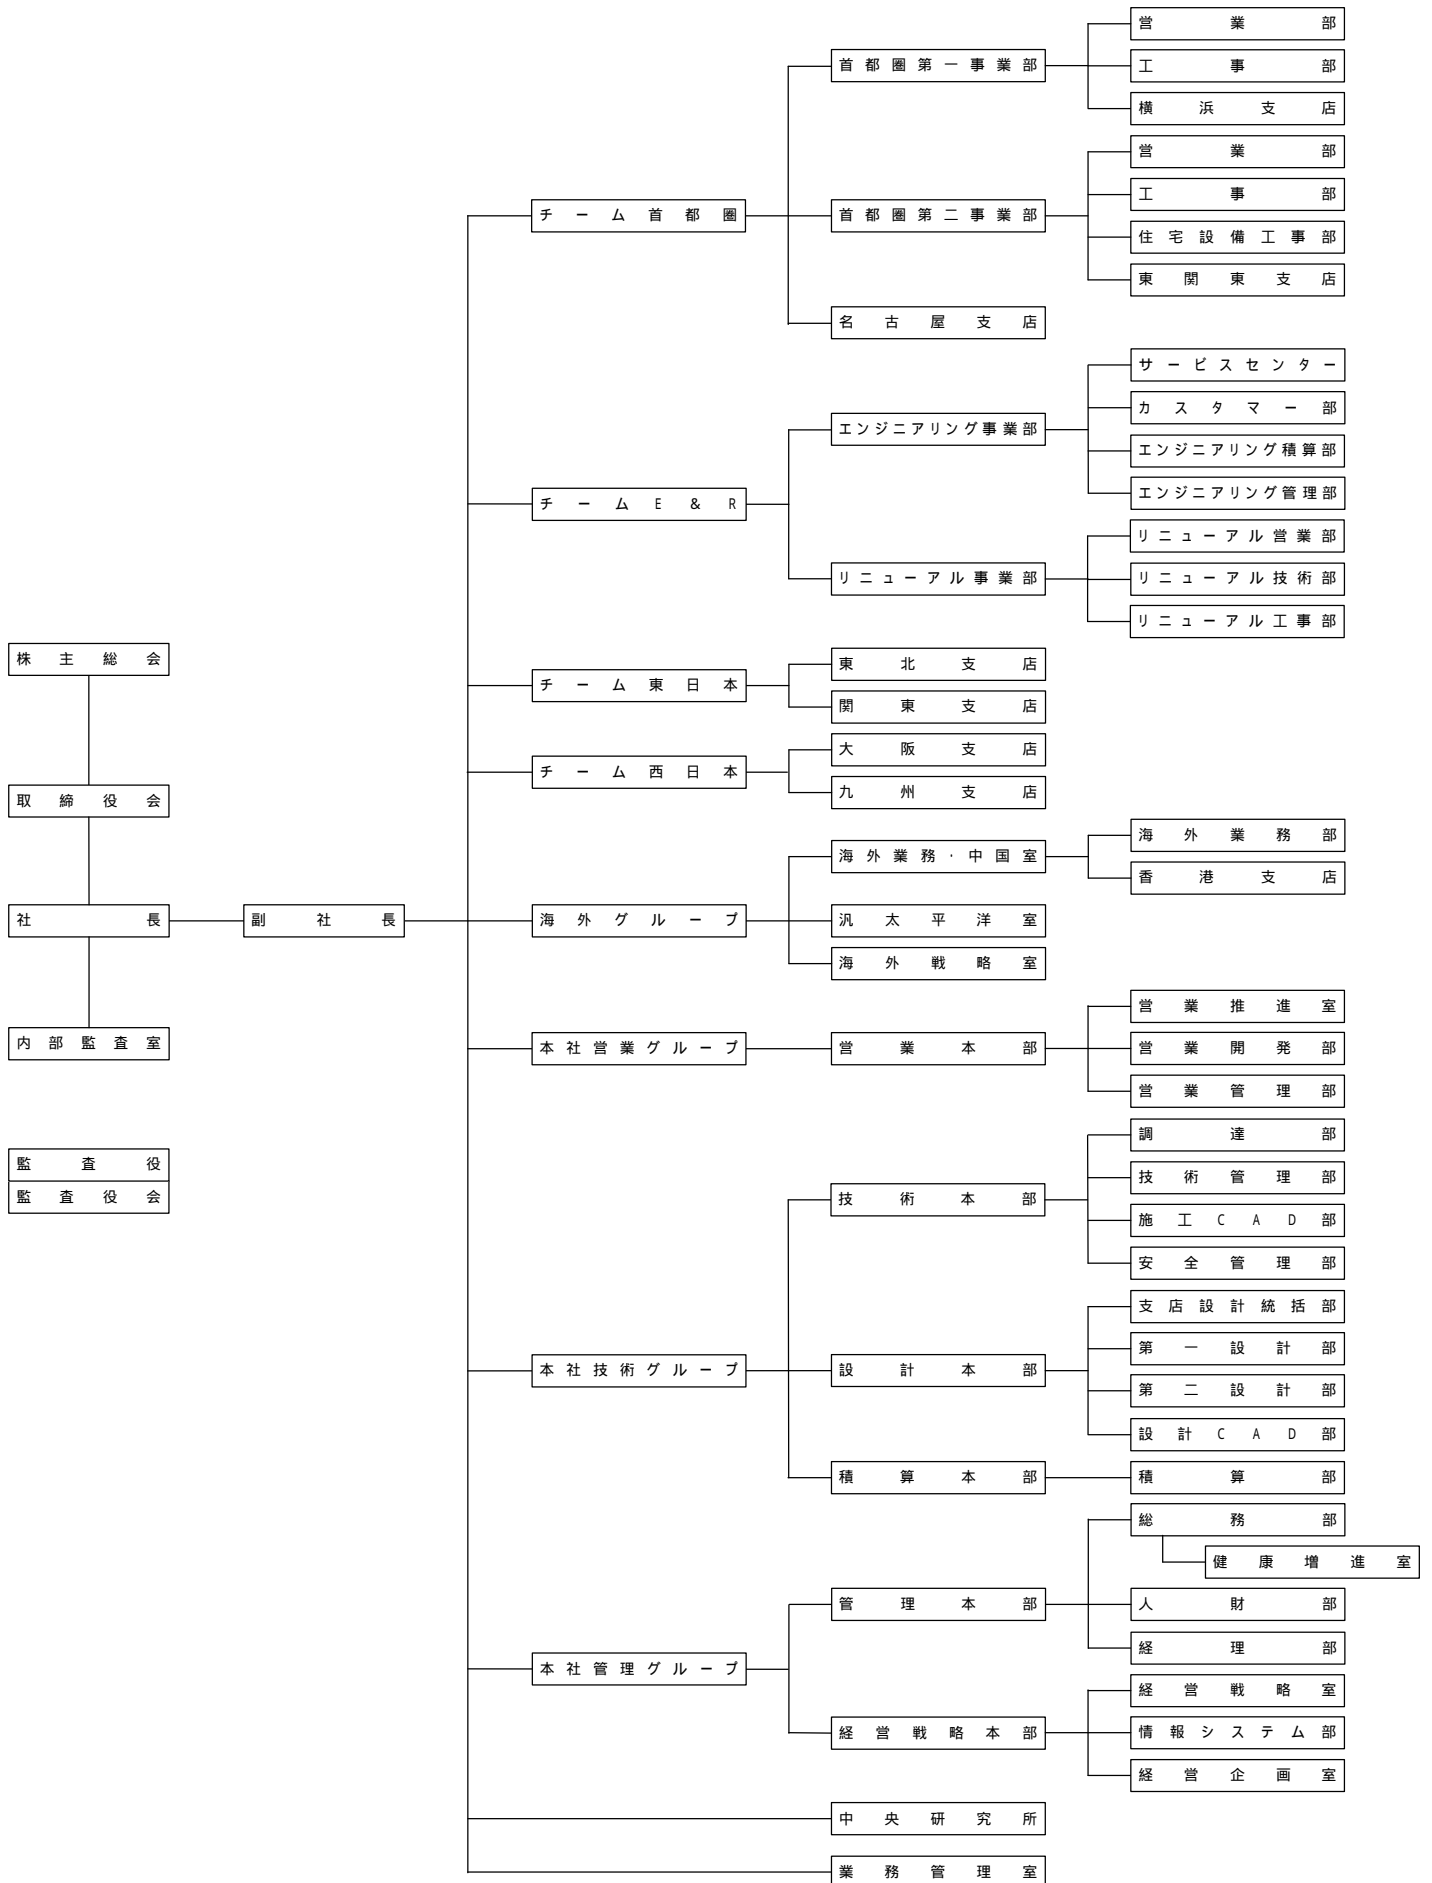 株主総会
取締役会
社長
内部監査室
監査役
監査役会
副社長
チーム首都圏
首都圏第一事業部
営業部
工事部
横浜支店
首都圏第二事業部
営業部
工事部
住宅設備工事部
東関東支店
名古屋支店
チームE&R
エンジニアリング事業部
サービスセンター
カスタマー部
エンジニアリング積算部
エンジニアリング管理部
リニューアル事業部
リニューアル営業部
リニューアル技術部
リニューアル工事部
チーム東日本
東北支店
関東支店
チーム西日本
大阪支店
九州支店
海外グループ
海外業務・中国室
海外業務部
香港支店
汎太平洋室
海外戦略室
本社営業グループ
営業本部
営業推進室
営業開発部
営業管理部
本社技術グループ
技術本部
調達部
技術管理部
施工CAD部
安全管理部
設計本部
支店設計統括部
第一設計部
第二設計部
設計CAD部
積算本部
積算部
本社管理グループ
管理本部
総務部
健康増進室
人財部
経理部
経営戦略本部
経営戦略室
情報システム部
経営企画室
中央研究所
業務管理室